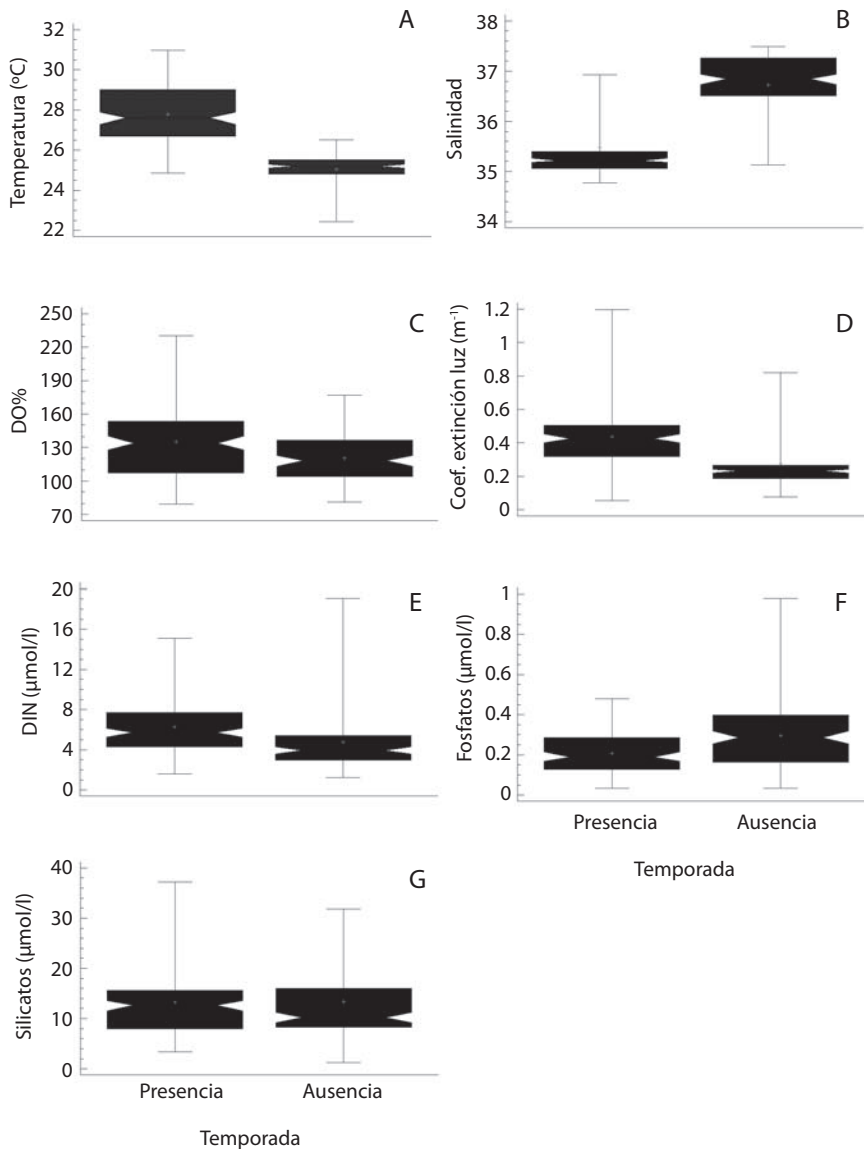 A
Temperatura (ºC)
32
30
28
26
24
22
B
Salinidad
38
37
36
35
34
C
DO%
250
210
190
160
130
100
70
D
Coef. extinción luz (m⁻¹)
1.2
1
0.8
0.6
0.4
0.2
0
E
DIN (µmol/l)
20
16
12
8
4
0
F
Fosfatos (µmol/l)
1
0.8
0.6
0.4
0.2
0
Presencia
Ausencia
Temporada
G
Silicatos (µmol/l)
40
30
20
10
0
Presencia
Ausencia
Temporada